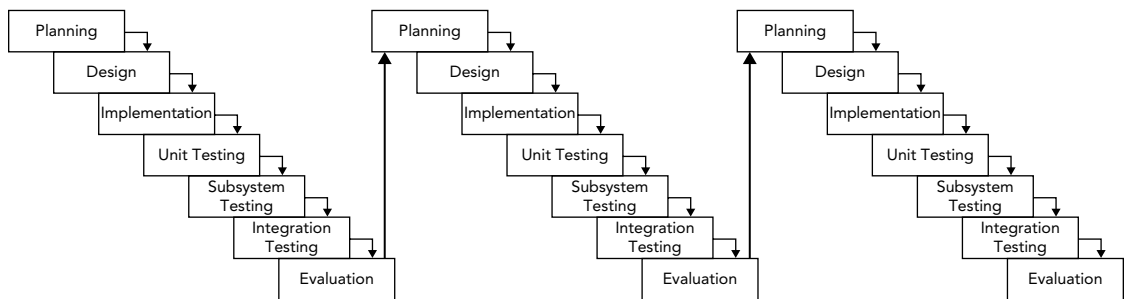 Planning
Design
Implementation
Unit Testing
Subsystem
Testing
Integration
Testing
Evaluation
Planning
Design
Implementation
Unit Testing
Subsystem
Testing
Integration
Testing
Evaluation
Planning
Design
Implementation
Unit Testing
Subsystem
Testing
Integration
Testing
Evaluation